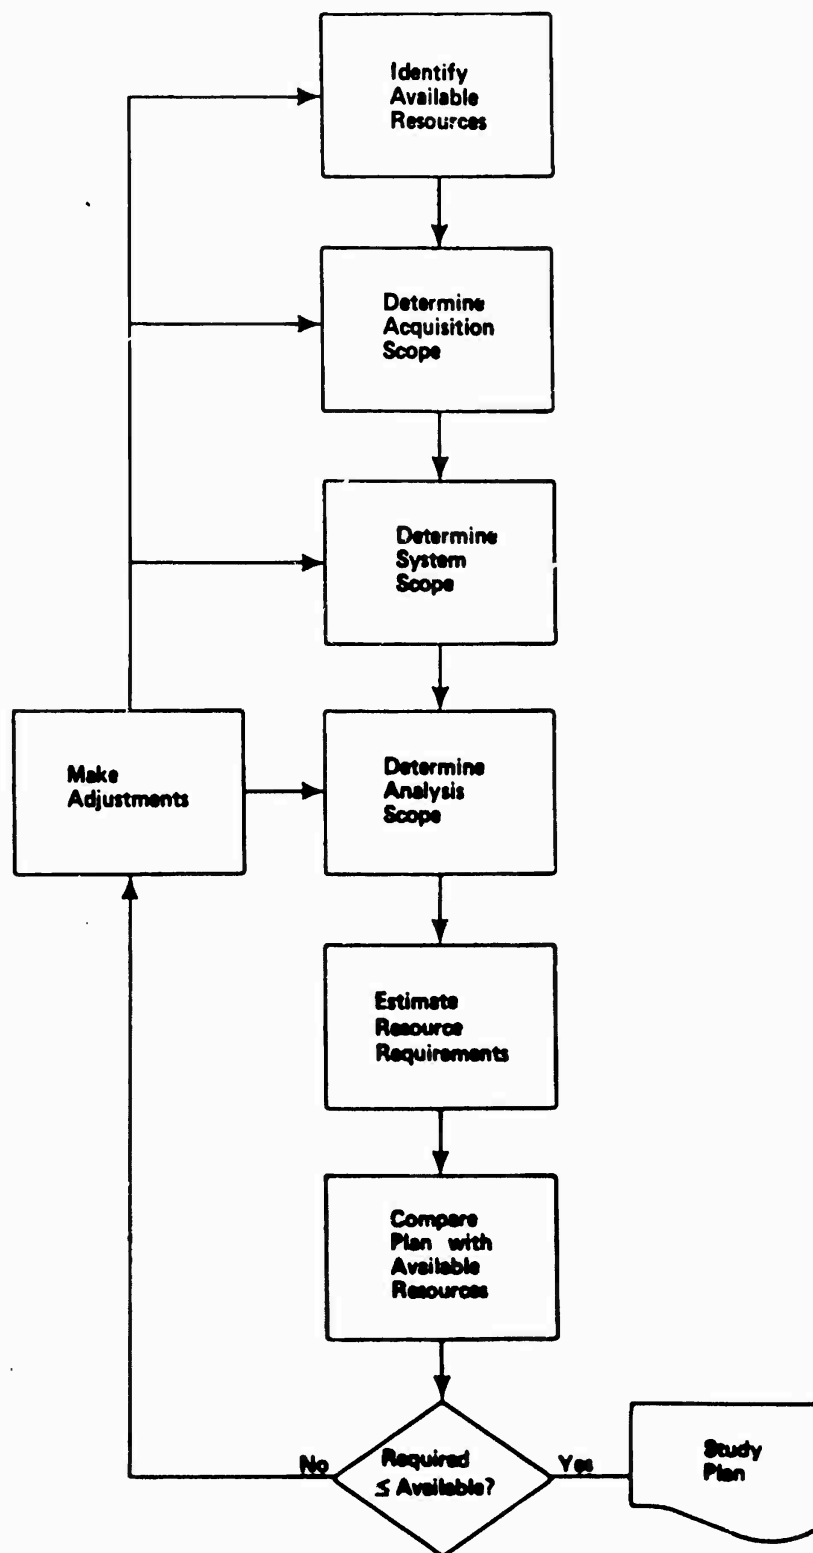 Identify
Available
Resources
Determine
Acquisition
Scope
Determine
System
Scope
Make
Adjustments
Determine
Analysis
Scope
Estimate
Resource
Requirements
Compare
Plan with
Available
Resources
No
Required
≤ Available?
Yes
Study
Plan